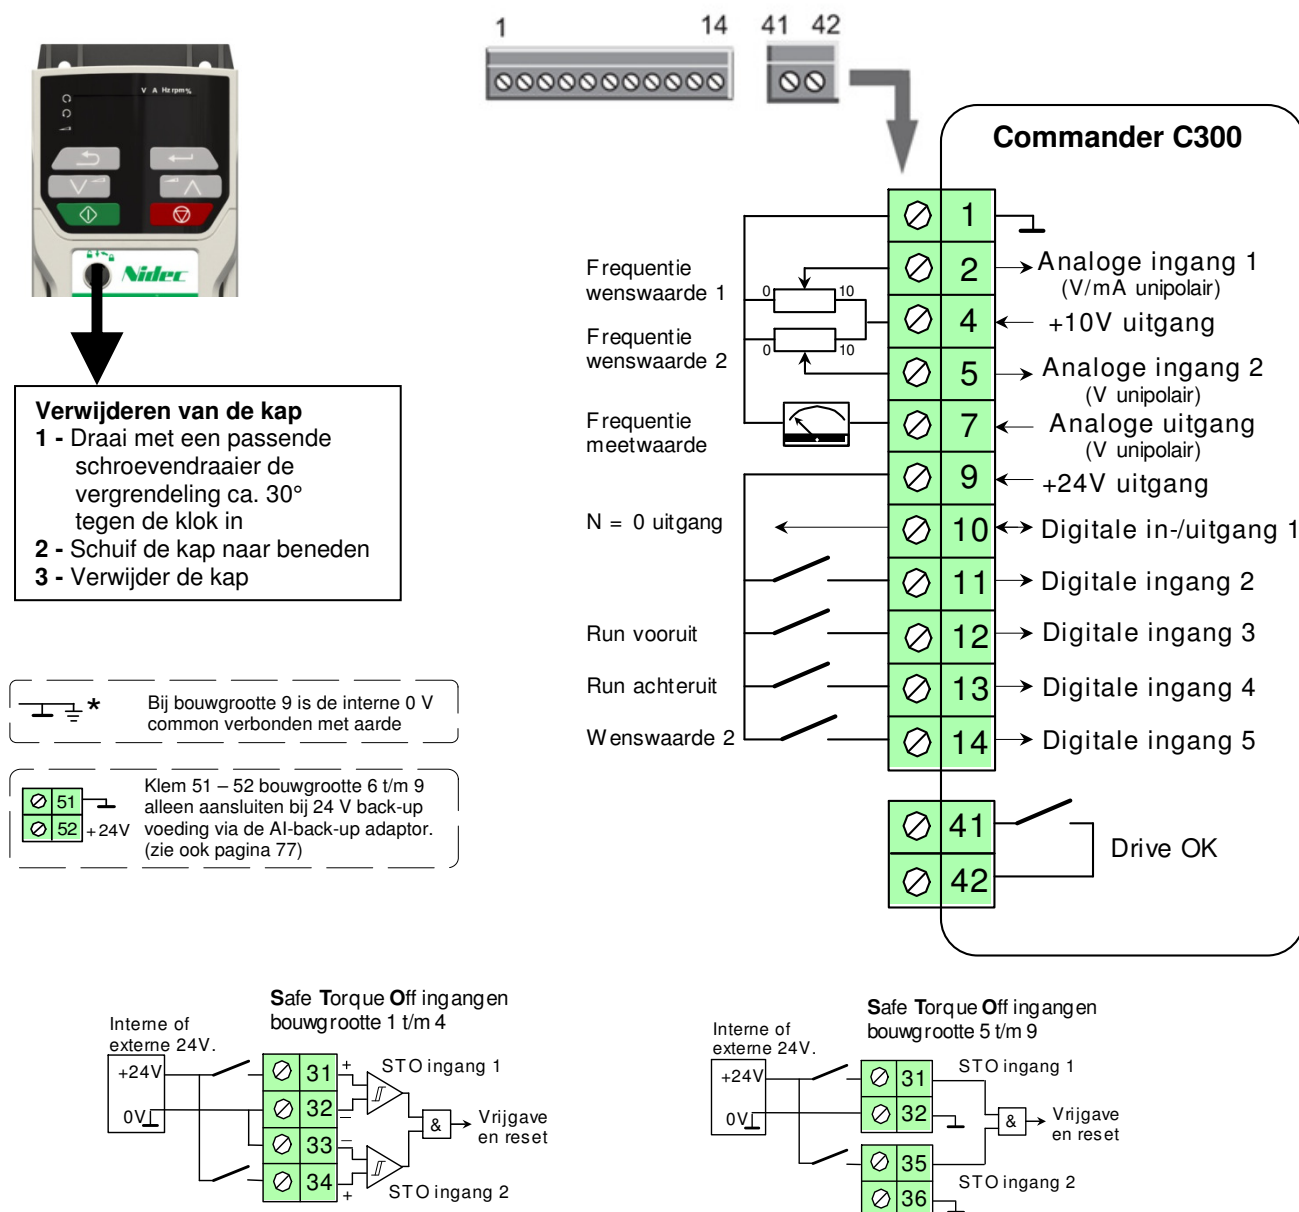 1 14 41 42
V A Hz rpm %
Nidec
Verwijderen van de kap
1 - Draai met een passende
schroevendraaier de
vergrendeling ca. 30°
tegen de klok in
2 - Schuif de kap naar beneden
3 - Verwijder de kap
* Bij bouwgrootte 9 is de interne 0 V
common verbonden met aarde
51
52 +24V
Klem 51 – 52 bouwgrootte 6 t/m 9
alleen aansluiten bij 24 V back-up
voeding via de AI-back-up adaptor.
(zie ook pagina 77)
Commander C300
1
Frequentie
wenswaarde 1
0 10
2 Analoge ingang 1
(V/mA unipolair)
4 +10V uitgang
Frequentie
wenswaarde 2
0 10
5 Analoge ingang 2
(V unipolair)
Frequentie
meetwaarde
7 Analoge uitgang
(V unipolair)
9 +24V uitgang
N = 0 uitgang 10 Digitale in-/uitgang 1
11 Digitale ingang 2
Run vooruit 12 Digitale ingang 3
Run achteruit 13 Digitale ingang 4
Wenswaarde 2 14 Digitale ingang 5
41
42
Drive OK
Safe Torque Off ingangen
bouwgrootte 1 t/m 4
Interne of
externe 24V.
+24V
0V
31 + STO ingang 1
32 –
33 –
34 + STO ingang 2
&
Vrijgave
en reset
Safe Torque Off ingangen
bouwgrootte 5 t/m 9
Interne of
externe 24V.
+24V
0V
31 STO ingang 1
32
35
36 STO ingang 2
&
Vrijgave
en reset